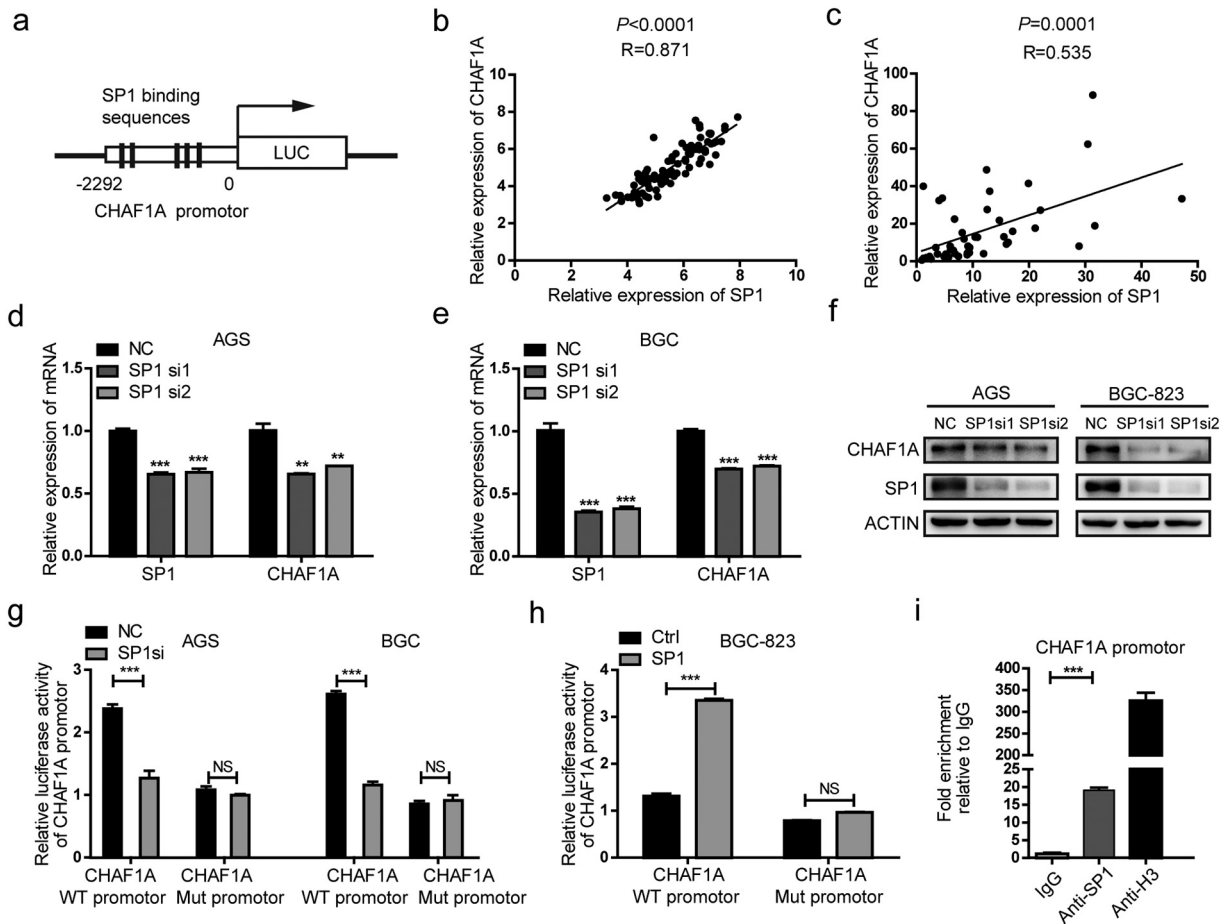 a
SP1 binding
sequences
LUC
-2292
0
CHAF1A promotor
b
P<0.0001
R=0.871
Relative expression of CHAF1A
10
8
6
4
2
0
0 2 4 6 8 10
Relative expression of SP1
c
P=0.0001
R=0.535
Relative expression of CHAF1A
100
80
60
40
20
0
0 10 20 30 40 50
Relative expression of SP1
d
AGS
NC
SP1 si1
SP1 si2
Relative expression of mRNA
1.5
1.0
0.5
0.0
*** *** ** **
SP1 CHAF1A
e
BGC
NC
SP1 si1
SP1 si2
Relative expression of mRNA
1.5
1.0
0.5
0.0
*** *** *** ***
SP1 CHAF1A
f
AGS BGC-823
NC SP1si1 SP1si2 NC SP1si1 SP1si2
CHAF1A
SP1
ACTIN
g
NC
SP1si
AGS BGC
Relative luciferase activity
of CHAF1A promotor
3
2
1
0
*** NS *** NS
CHAF1A CHAF1A CHAF1A CHAF1A
WT promotor Mut promotor WT promotor Mut promotor
h
Ctrl
SP1
BGC-823
Relative luciferase activity
of CHAF1A promotor
4
3
2
1
0
*** NS
CHAF1A CHAF1A
WT promotor Mut promotor
i
CHAF1A promotor
Fold enrichment
relative to IgG
400
350
300
250
200
25
20
15
10
5
0
***
IgG Anti-SP1 Anti-H3